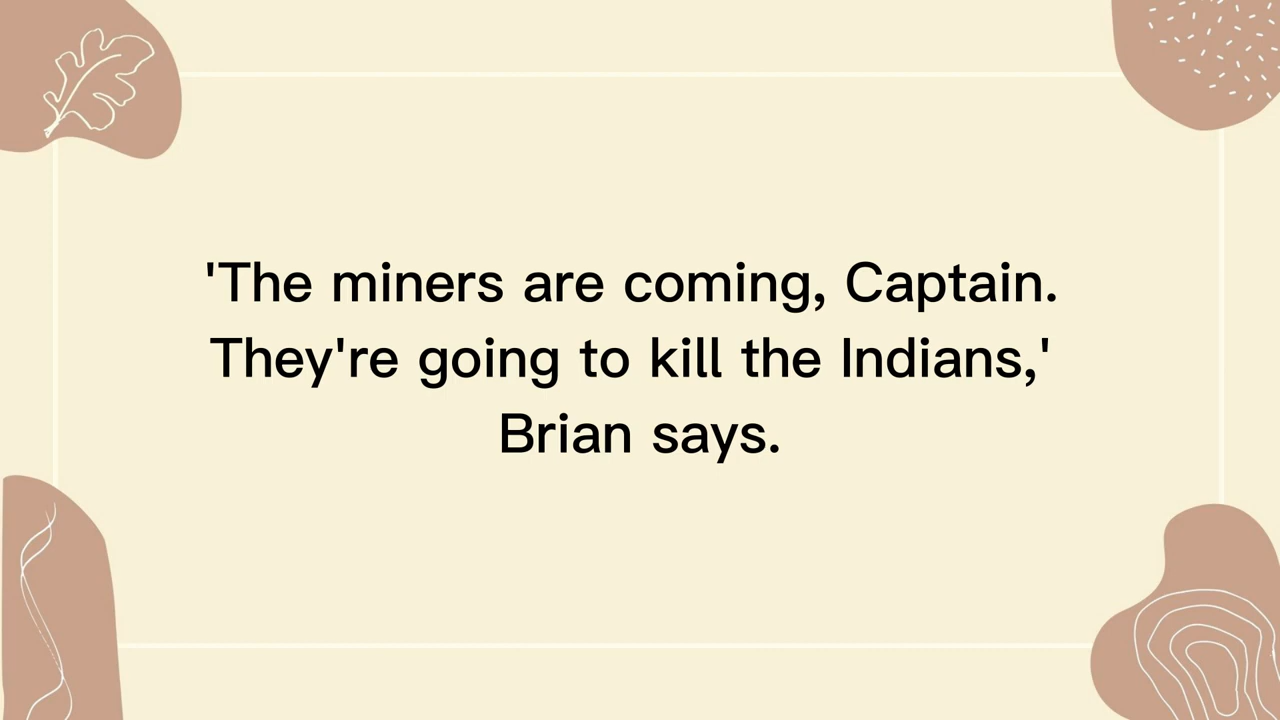 'The miners are coming, Captain.
They're going to kill the Indians,'
Brian says.